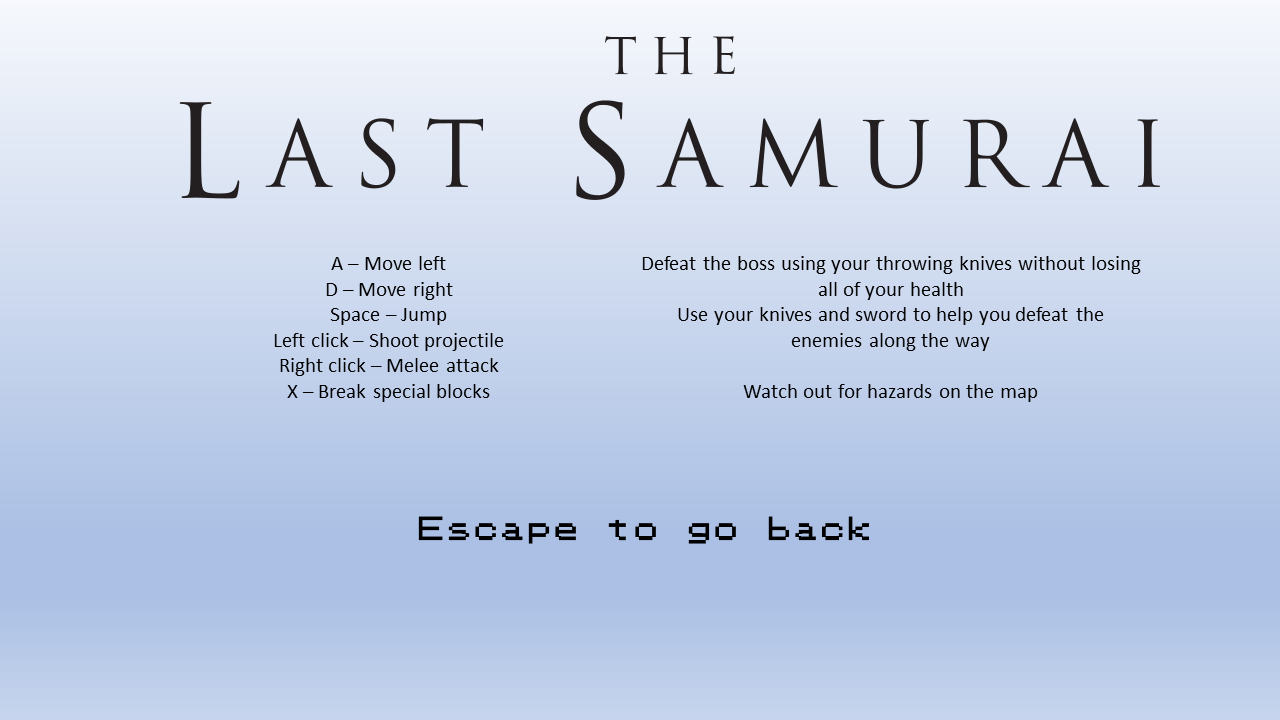 THE
LAST SAMURAI
A – Move left
D – Move right
Space – Jump
Left click – Shoot projectile
Right click – Melee attack
X – Break special blocks
Defeat the boss using your throwing knives without losing
all of your health
Use your knives and sword to help you defeat the
enemies along the way
Watch out for hazards on the map
Escape to go back